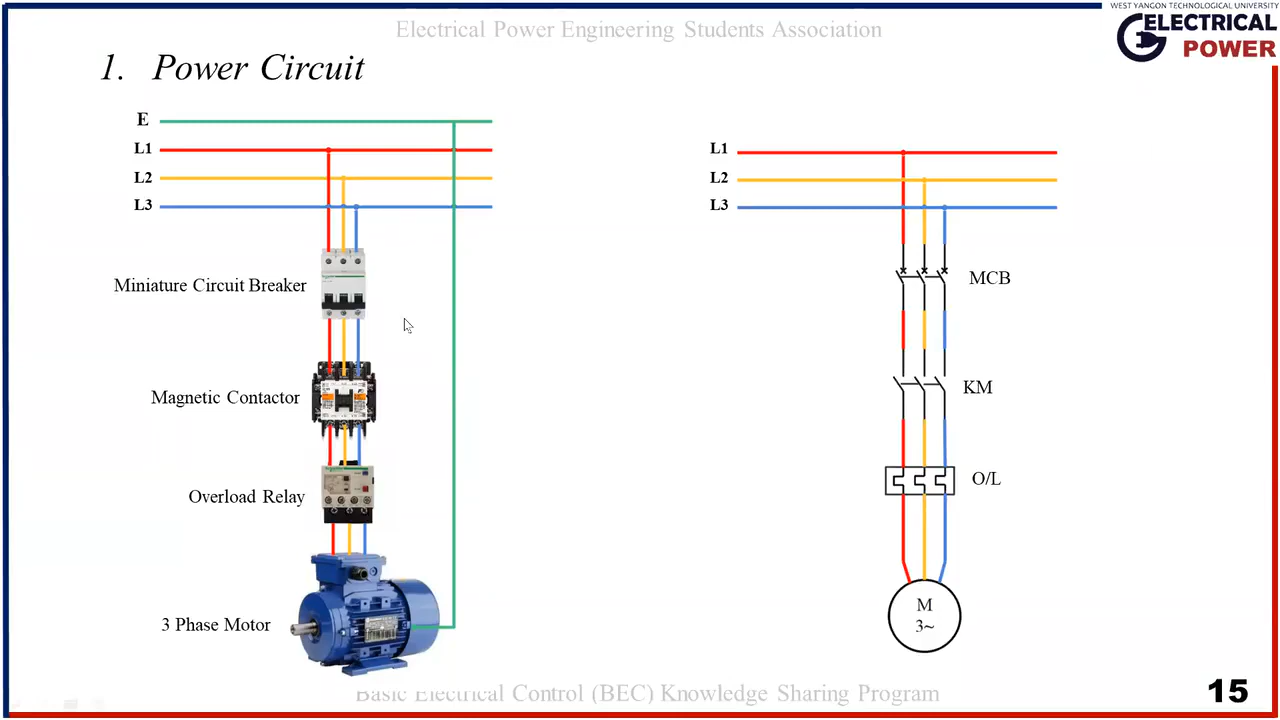 Electrical Power Engineering Students Association
WEST YANGON TECHNOLOGICAL UNIVERSITY
ELECTRICAL
POWER
1. Power Circuit
E
L1
L2
L3
Miniature Circuit Breaker
Magnetic Contactor
Overload Relay
3 Phase Motor
L1
L2
L3
MCB
KM
O/L
M
3~
Basic Electrical Control (BEC) Knowledge Sharing Program
15